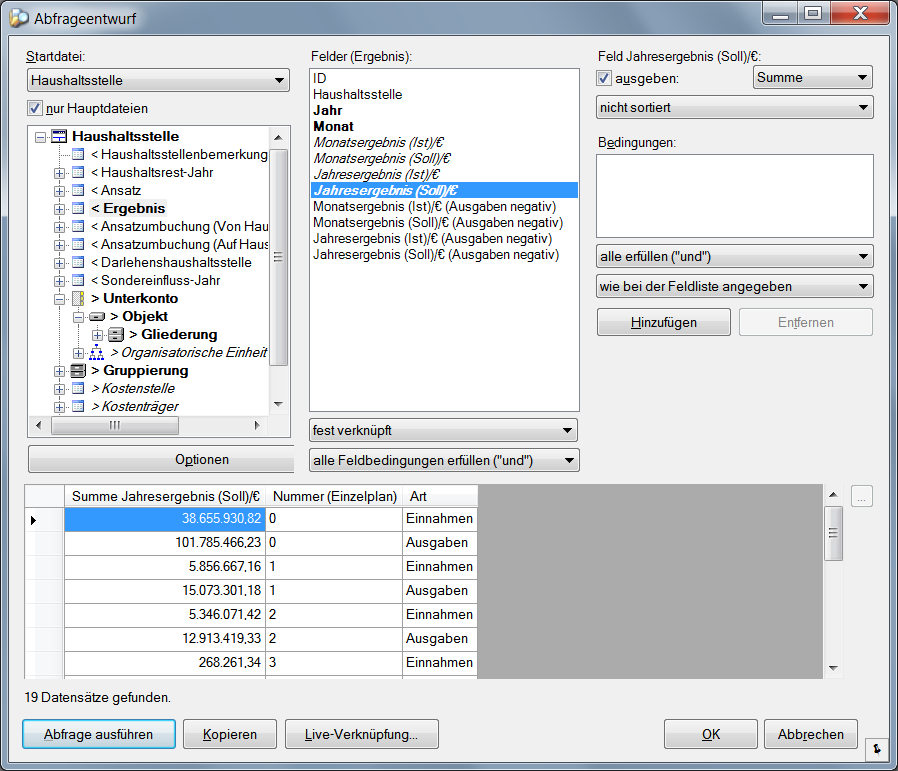 Abfrageentwurf
Startdatei:
Haushaltsstelle
nur Hauptdateien
Haushaltsstelle
< Haushaltsstellenbemerkung
< Haushaltsrest-Jahr
< Ansatz
< Ergebnis
< Ansatzumbuchung (Von Hau
< Ansatzumbuchung (Auf Haus
< Darlehenshaushaltsstelle
< Sondereinfluss-Jahr
> Unterkonto
> Objekt
> Gliederung
> Organisatorische Einheit
> Gruppierung
> Kostenstelle
> Kostenträger
Optionen
Felder (Ergebnis):
ID
Haushaltsstelle
Jahr
Monat
Monatsergebnis (Ist)/€
Monatsergebnis (Soll)/€
Jahresergebnis (Ist)/€
Jahresergebnis (Soll)/€
Monatsergebnis (Ist)/€ (Ausgaben negativ)
Monatsergebnis (Soll)/€ (Ausgaben negativ)
Jahresergebnis (Ist)/€ (Ausgaben negativ)
Jahresergebnis (Soll)/€ (Ausgaben negativ)
fest verknüpft
alle Feldbedingungen erfüllen ("und")
Feld Jahresergebnis (Soll)/€:
ausgeben: Summe
nicht sortiert
Bedingungen:
alle erfüllen ("und")
wie bei der Feldliste angegeben
Hinzufügen Entfernen
Summe Jahresergebnis (Soll)/€ Nummer (Einzelplan) Art
38.655.930,82 0 Einnahmen
101.785.466,23 0 Ausgaben
5.856.667,16 1 Einnahmen
15.073.301,18 1 Ausgaben
5.346.071,42 2 Einnahmen
12.913.419,33 2 Ausgaben
268.261,34 3 Einnahmen
...
19 Datensätze gefunden.
Abfrage ausführen Kopieren Live-Verknüpfung... OK Abbrechen